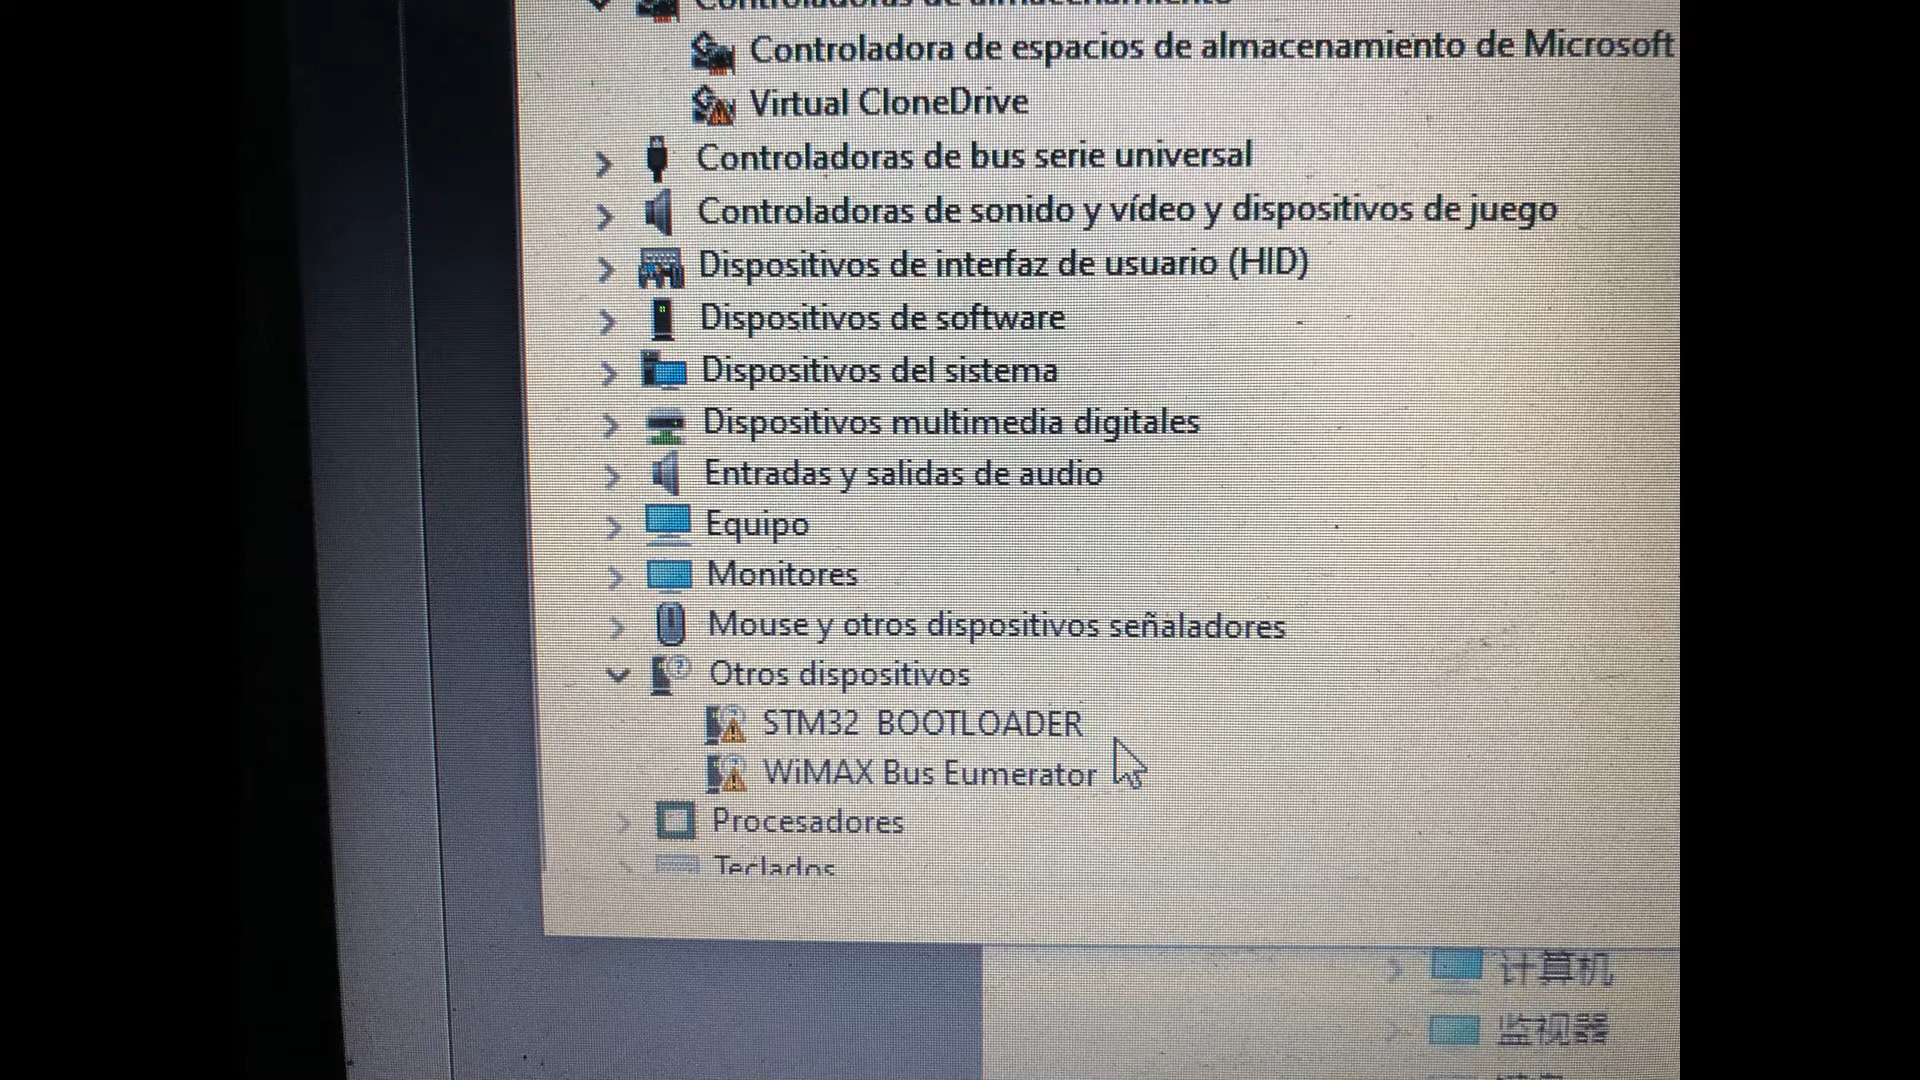 Controladoras de almacenamiento
Controladora de espacios de almacenamiento de Microsoft
Virtual CloneDrive
Controladoras de bus serie universal
Controladoras de sonido y vídeo y dispositivos de juego
Dispositivos de interfaz de usuario (HID)
Dispositivos de software
Dispositivos del sistema
Dispositivos multimedia digitales
Entradas y salidas de audio
Equipo
Monitores
Mouse y otros dispositivos señaladores
Otros dispositivos
STM32 BOOTLOADER
WiMAX Bus Eumerator
Procesadores
Teclados
计算机
监视器